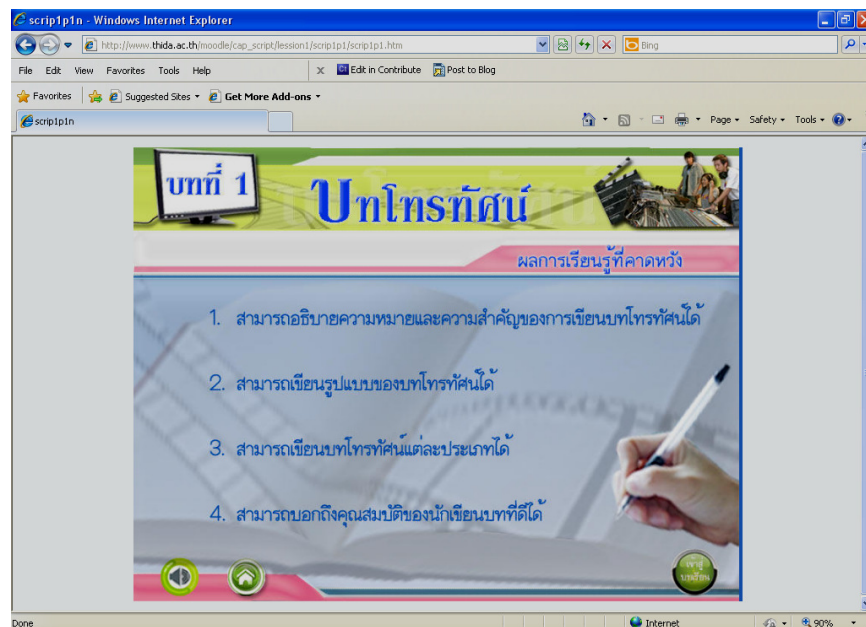 scrip1p1n - Windows Internet Explorer
http://www.thida.ac.th/moodle/cap_script/lession1/scrip1p1/scrip1p1.htm
Bing
File Edit View Favorites Tools Help
x Edit in Contribute Post to Blog
Favorites Suggested Sites Get More Add-ons
scrip1p1n
Page Safety Tools
บทที่ 1
บทโทรทัศน์
ผลการเรียนรู้ที่คาดหวัง
1. สามารถอธิบายความหมายและความสำคัญของการเขียนบทโทรทัศน์ได้
2. สามารถเขียนรูปแบบของบทโทรทัศน์ได้
3. สามารถเขียนบทโทรทัศน์แต่ละประเภทได้
4. สามารถบอกถึงคุณสมบัติของนักเขียนบทที่ดีได้
เข้าสู่
บทเรียน
Done
Internet
90%